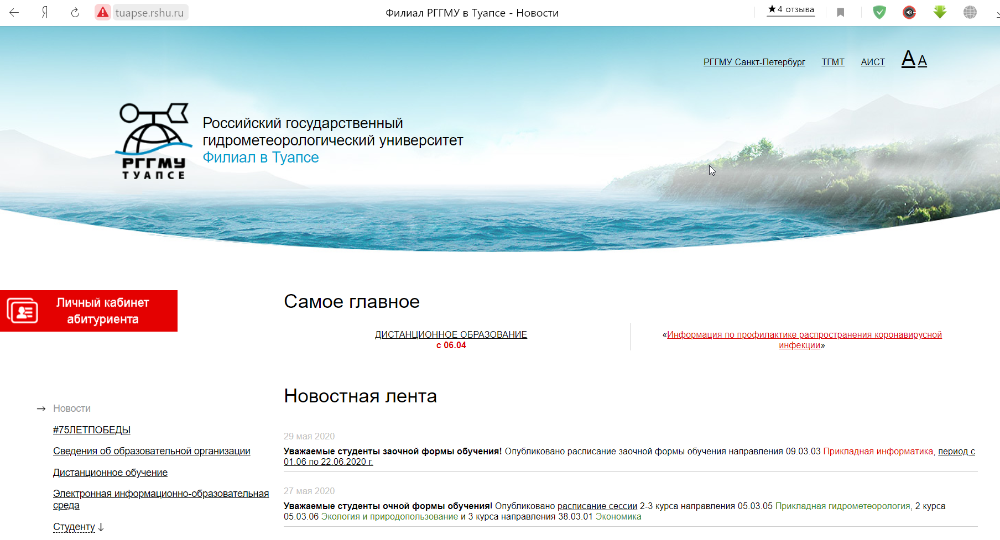 Я
tuapse.rshu.ru
Филиал РГГМУ в Туапсе - Новости
★4 отзыва
РГГМУ Санкт-Петербург
ТГМТ
АИСТ
А А
РГГМУ
ТУАПСЕ
Российский государственный
гидрометеорологический университет
Филиал в Туапсе
Личный кабинет
абитуриента
Самое главное
ДИСТАНЦИОННОЕ ОБРАЗОВАНИЕ
с 06.04
«Информация по профилактике распространения коронавирусной
инфекции»
→ Новости
#75ЛЕТПОБЕДЫ
Сведения об образовательной организации
Дистанционное обучение
Электронная информационно-образовательная
среда
Студенту ↓
Новостная лента
29 мая 2020
Уважаемые студенты заочной формы обучения! Опубликовано расписание заочной формы обучения направления 09.03.03 Прикладная информатика, период с
01.06 по 22.06.2020 г.
27 мая 2020
Уважаемые студенты очной формы обучения! Опубликовано расписание сессии 2-3 курса направления 05.03.05 Прикладная гидрометеорология, 2 курса
05.03.06 Экология и природопользование и 3 курса направления 38.03.01 Экономика